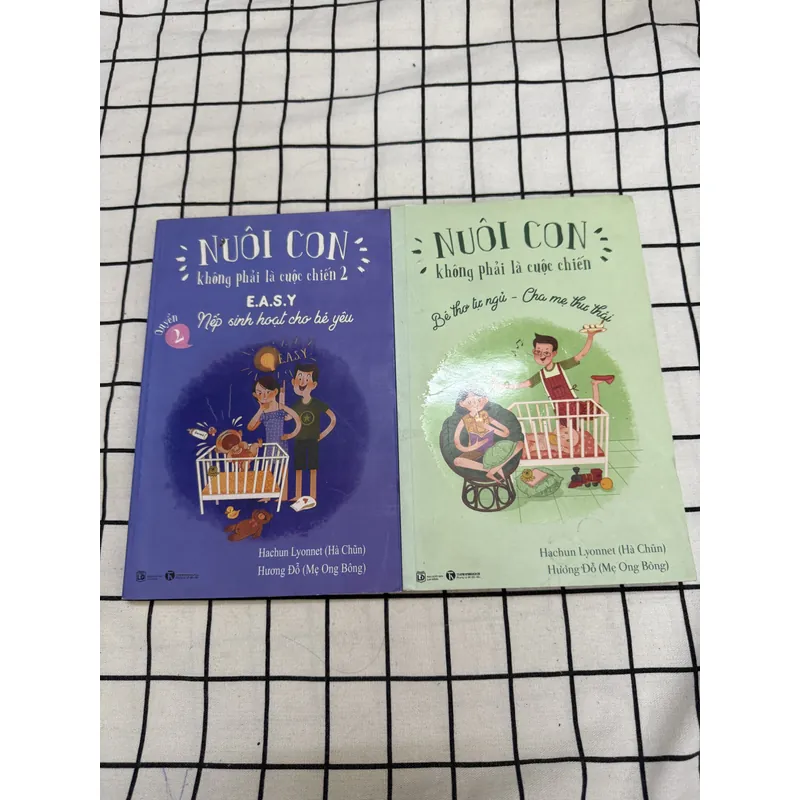 NUÔI CON
không phải là cuộc chiến 2
E.A.S.Y
Quyển 2
Nếp sinh hoạt cho bé yêu
E.A.S.Y
Hachun Lyonnet (Hà Chũn)
Hương Đỗ (Mẹ Ong Bông)
LD
NUÔI CON
không phải là cuộc chiến
Bé thơ tự ngủ - Cha mẹ thư thái
Hachun Lyonnet (Hà Chũn)
Hương Đỗ (Mẹ Ong Bông)
LD